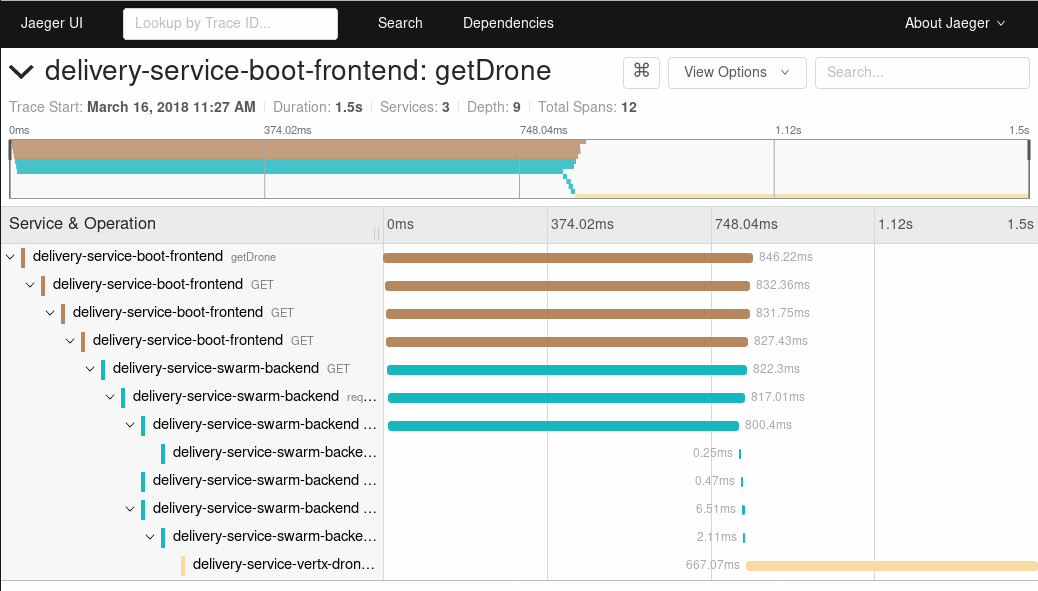 Jaeger UI Lookup by Trace ID... Search Dependencies About Jaeger
delivery-service-boot-frontend: getDrone ⌘ View Options Search...
Trace Start: March 16, 2018 11:27 AM Duration: 1.5s Services: 3 Depth: 9 Total Spans: 12
0ms 374.02ms 748.04ms 1.12s 1.5s
Service & Operation 0ms 374.02ms 748.04ms 1.12s 1.5s
delivery-service-boot-frontend getDrone 846.22ms
delivery-service-boot-frontend GET 832.36ms
delivery-service-boot-frontend GET 831.75ms
delivery-service-boot-frontend GET 827.43ms
delivery-service-swarm-backend GET 822.3ms
delivery-service-swarm-backend req... 817.01ms
delivery-service-swarm-backend ... 800.4ms
delivery-service-swarm-backe... 0.25ms
delivery-service-swarm-backend ... 0.47ms
delivery-service-swarm-backend ... 6.51ms
delivery-service-swarm-backe... 2.11ms
delivery-service-vertx-dron... 667.07ms